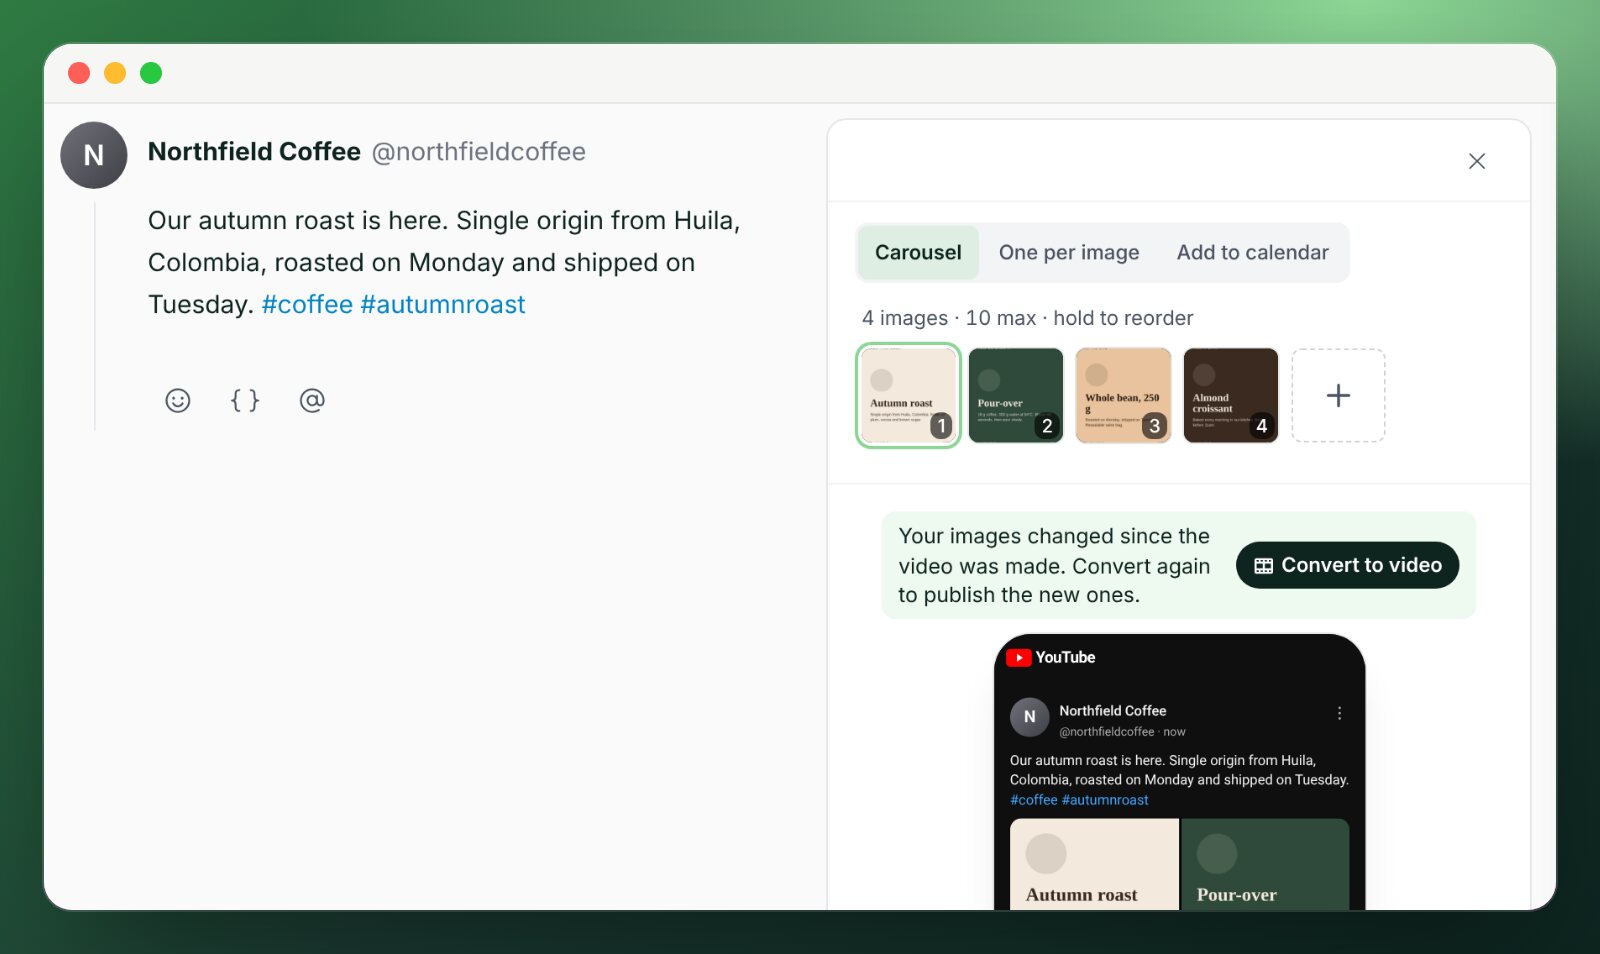 N
Northfield Coffee @northfieldcoffee
Our autumn roast is here. Single origin from Huila,
Colombia, roasted on Monday and shipped on
Tuesday. #coffee #autumnroast
{ } @
Carousel One per image Add to calendar
4 images · 10 max · hold to reorder
Autumn roast
1
Pour-over
2
Whole bean, 250
g
3
Almond
croissant
4
+
Your images changed since the
video was made. Convert again
to publish the new ones.
Convert to video
YouTube
N
Northfield Coffee
@northfieldcoffee · now
Our autumn roast is here. Single origin from Huila,
Colombia, roasted on Monday and shipped on Tuesday.
#coffee #autumnroast
Autumn roast
Pour-over